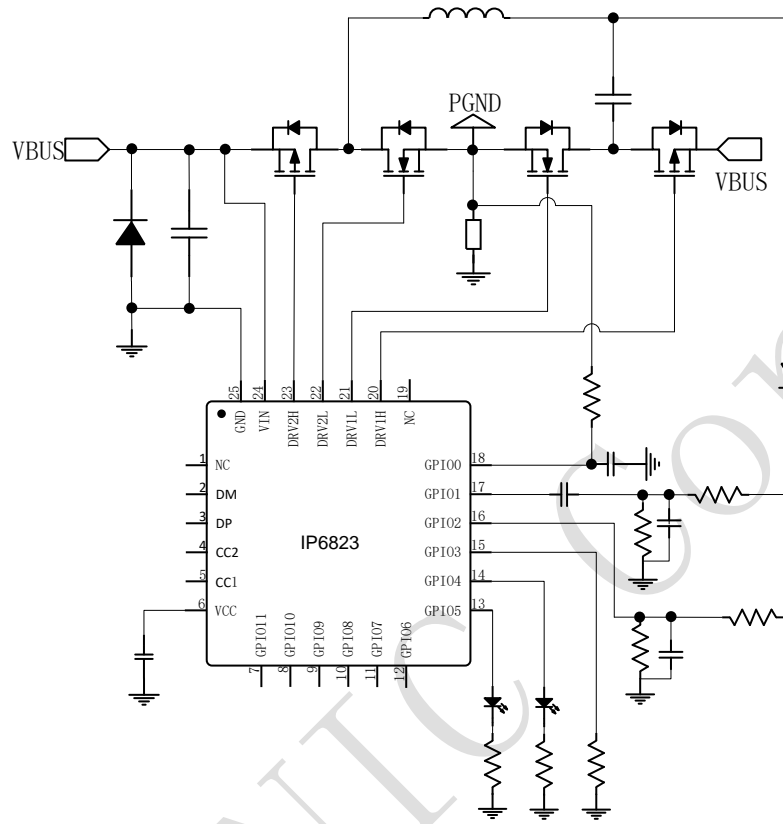 PGND
VBUS
VBUS
25
24
23
22
21
20
19
GND
VIN
DRV2H
DRV2L
DRV1L
DRV1H
NC
1 NC
2 DM
3 DP
4 CC2
5 CC1
6 VCC
GPIO0 18
GPIO1 17
GPIO2 16
GPIO3 15
GPIO4 14
GPIO5 13
IP6823
GPIO11
GPIO10
GPIO9
GPIO8
GPIO7
GPIO6
7
8
9
10
11
12
NIC Cor